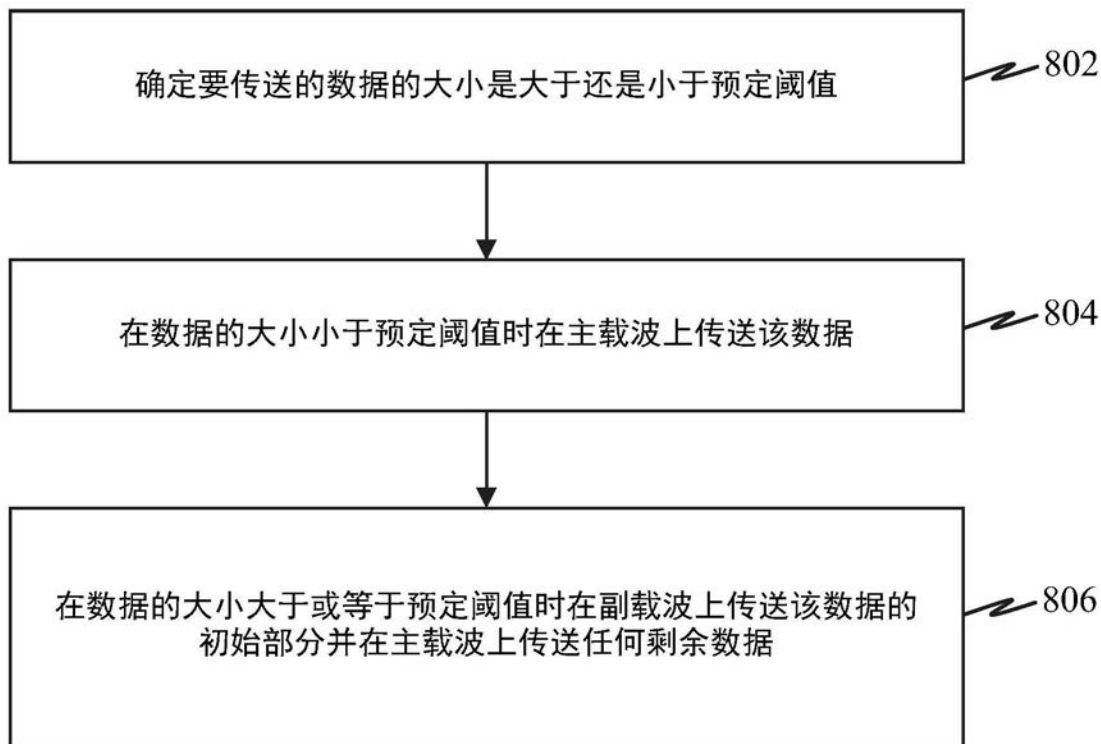 确定要传送的数据的大小是大于还是小于预定阈值
802
在数据的大小小于预定阈值时在主载波上传送该数据
804
在数据的大小大于或等于预定阈值时在副载波上传送该数据的
初始部分并在主载波上传送任何剩余数据
806